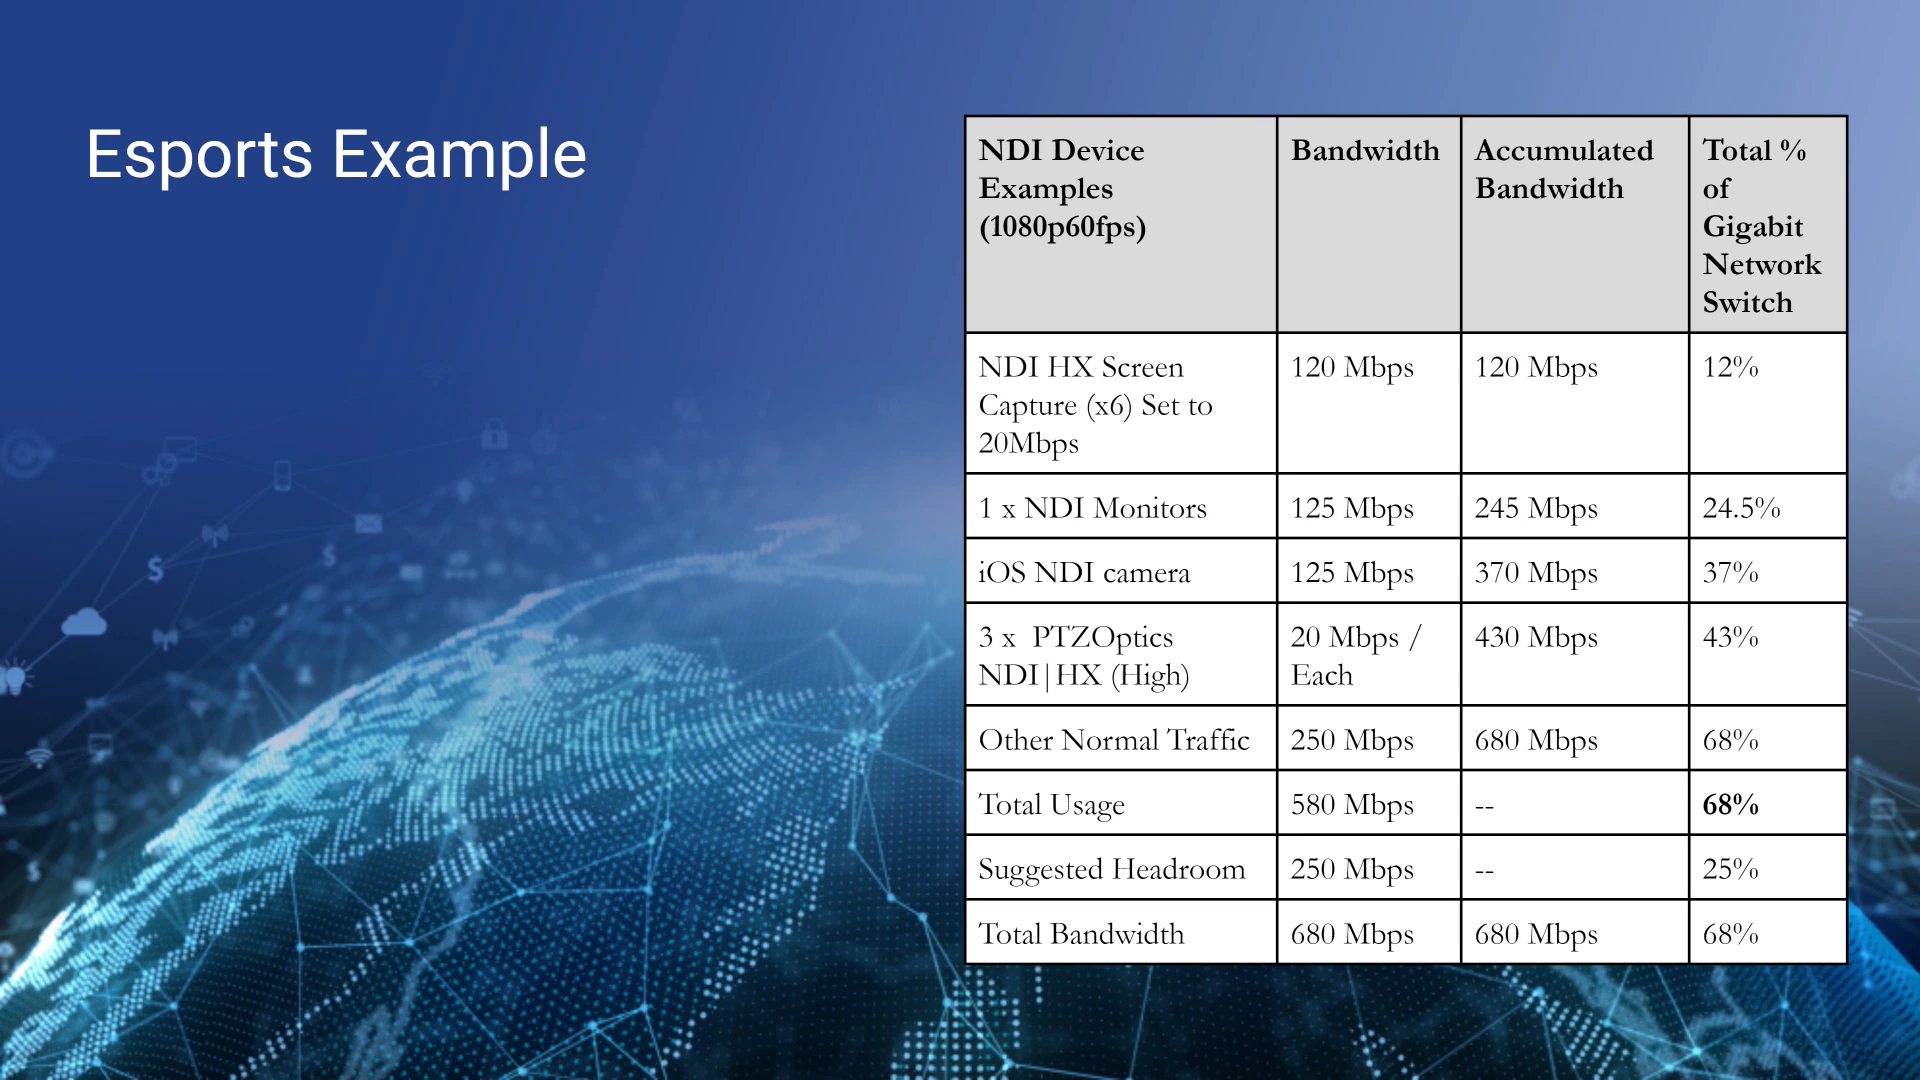 Esports Example
NDI Device
Examples
(1080p60fps)
Bandwidth
Accumulated
Bandwidth
Total %
of
Gigabit
Network
Switch
NDI HX Screen
Capture (x6) Set to
20Mbps
120 Mbps
120 Mbps
12%
1 x NDI Monitors
125 Mbps
245 Mbps
24.5%
iOS NDI camera
125 Mbps
370 Mbps
37%
3 x  PTZOptics
NDI|HX (High)
20 Mbps /
Each
430 Mbps
43%
Other Normal Traffic
250 Mbps
680 Mbps
68%
Total Usage
580 Mbps
--
68%
Suggested Headroom
250 Mbps
--
25%
Total Bandwidth
680 Mbps
680 Mbps
68%